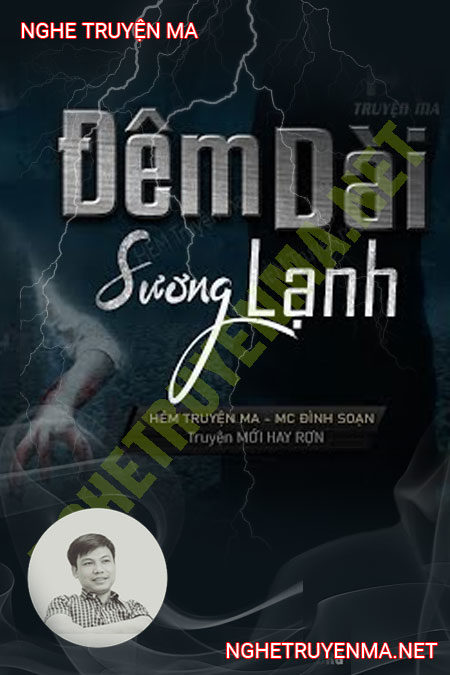 NGHE TRUYỆN MA
TRUYỆN MA
Đêm Dài
Sương Lạnh
HẺM TRUYỆN MA - MC ĐÌNH SOẠN
Truyện MỚI HAY RỢN
NGHETRUYENMA.NET
NGHETRUYENMA.NET